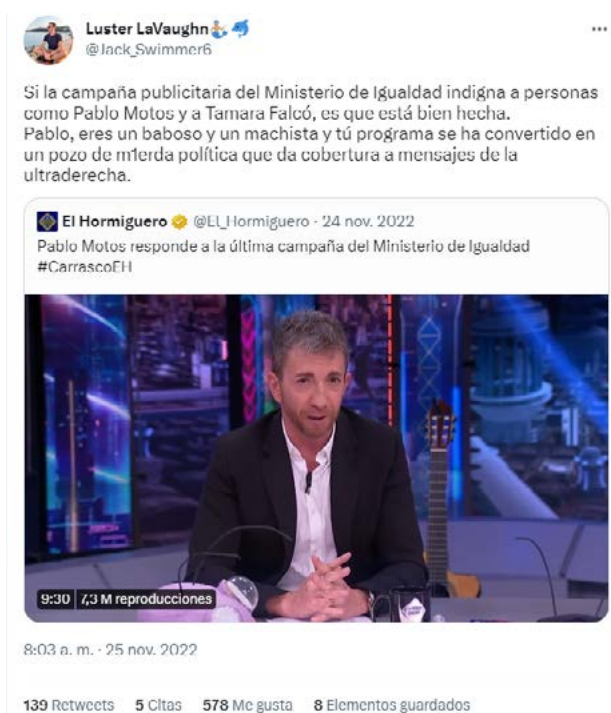 Luster LaVaughn
@Jack_Swimmer6
Si la campaña publicitaria del Ministerio de Igualdad indigna a personas
como Pablo Motos y a Tamara Falcó, es que está bien hecha.
Pablo, eres un baboso y un machista y tú programa se ha convertido en
un pozo de m1erda política que da cobertura a mensajes de la
ultraderecha.
El Hormiguero @El_Hormiguero · 24 nov. 2022
Pablo Motos responde a la última campaña del Ministerio de Igualdad
#CarrascoEH
9:30 7,3 M reproducciones
8:03 a. m. · 25 nov. 2022
139 Retweets 5 Citas 578 Me gusta 8 Elementos guardados